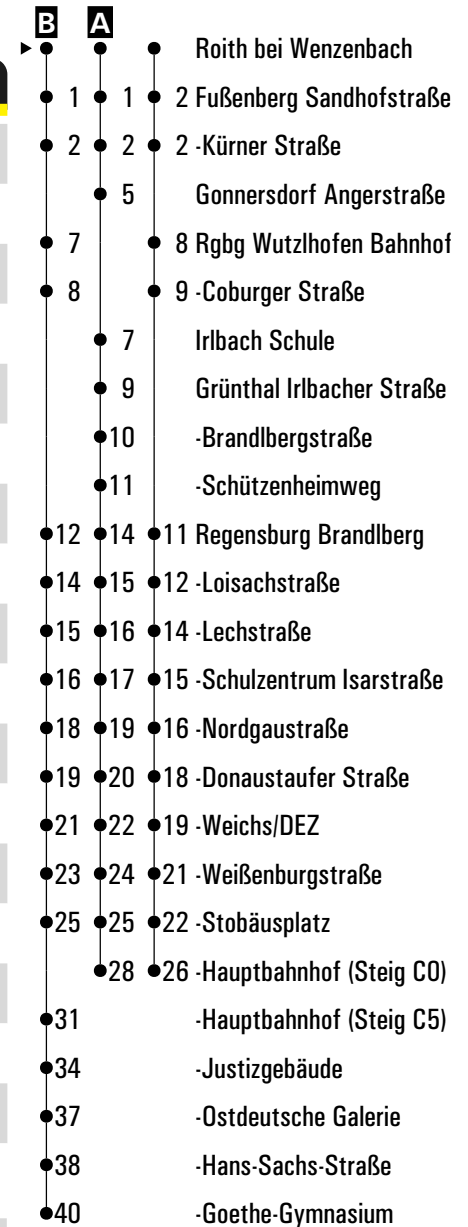 B A
Roith bei Wenzenbach
1 1 2 Fußenberg Sandhofstraße
2 2 2 -Kürner Straße
5 Gonnersdorf Angerstraße
7 8 Rgbg Wutzlhofen Bahnhof
8 9 -Coburger Straße
7 Irlbach Schule
9 Grünthal Irlbacher Straße
10 -Brandlbergstraße
11 -Schützenheimweg
12 14 11 Regensburg Brandlberg
14 15 12 -Loisachstraße
15 16 14 -Lechstraße
16 17 15 -Schulzentrum Isarstraße
18 19 16 -Nordgaustraße
19 20 18 -Donaustaufer Straße
21 22 19 -Weichs/DEZ
23 24 21 -Weißenburgstraße
25 25 22 -Stobäusplatz
28 26 -Hauptbahnhof (Steig C0)
31 -Hauptbahnhof (Steig C5)
34 -Justizgebäude
37 -Ostdeutsche Galerie
38 -Hans-Sachs-Straße
40 -Goethe-Gymnasium